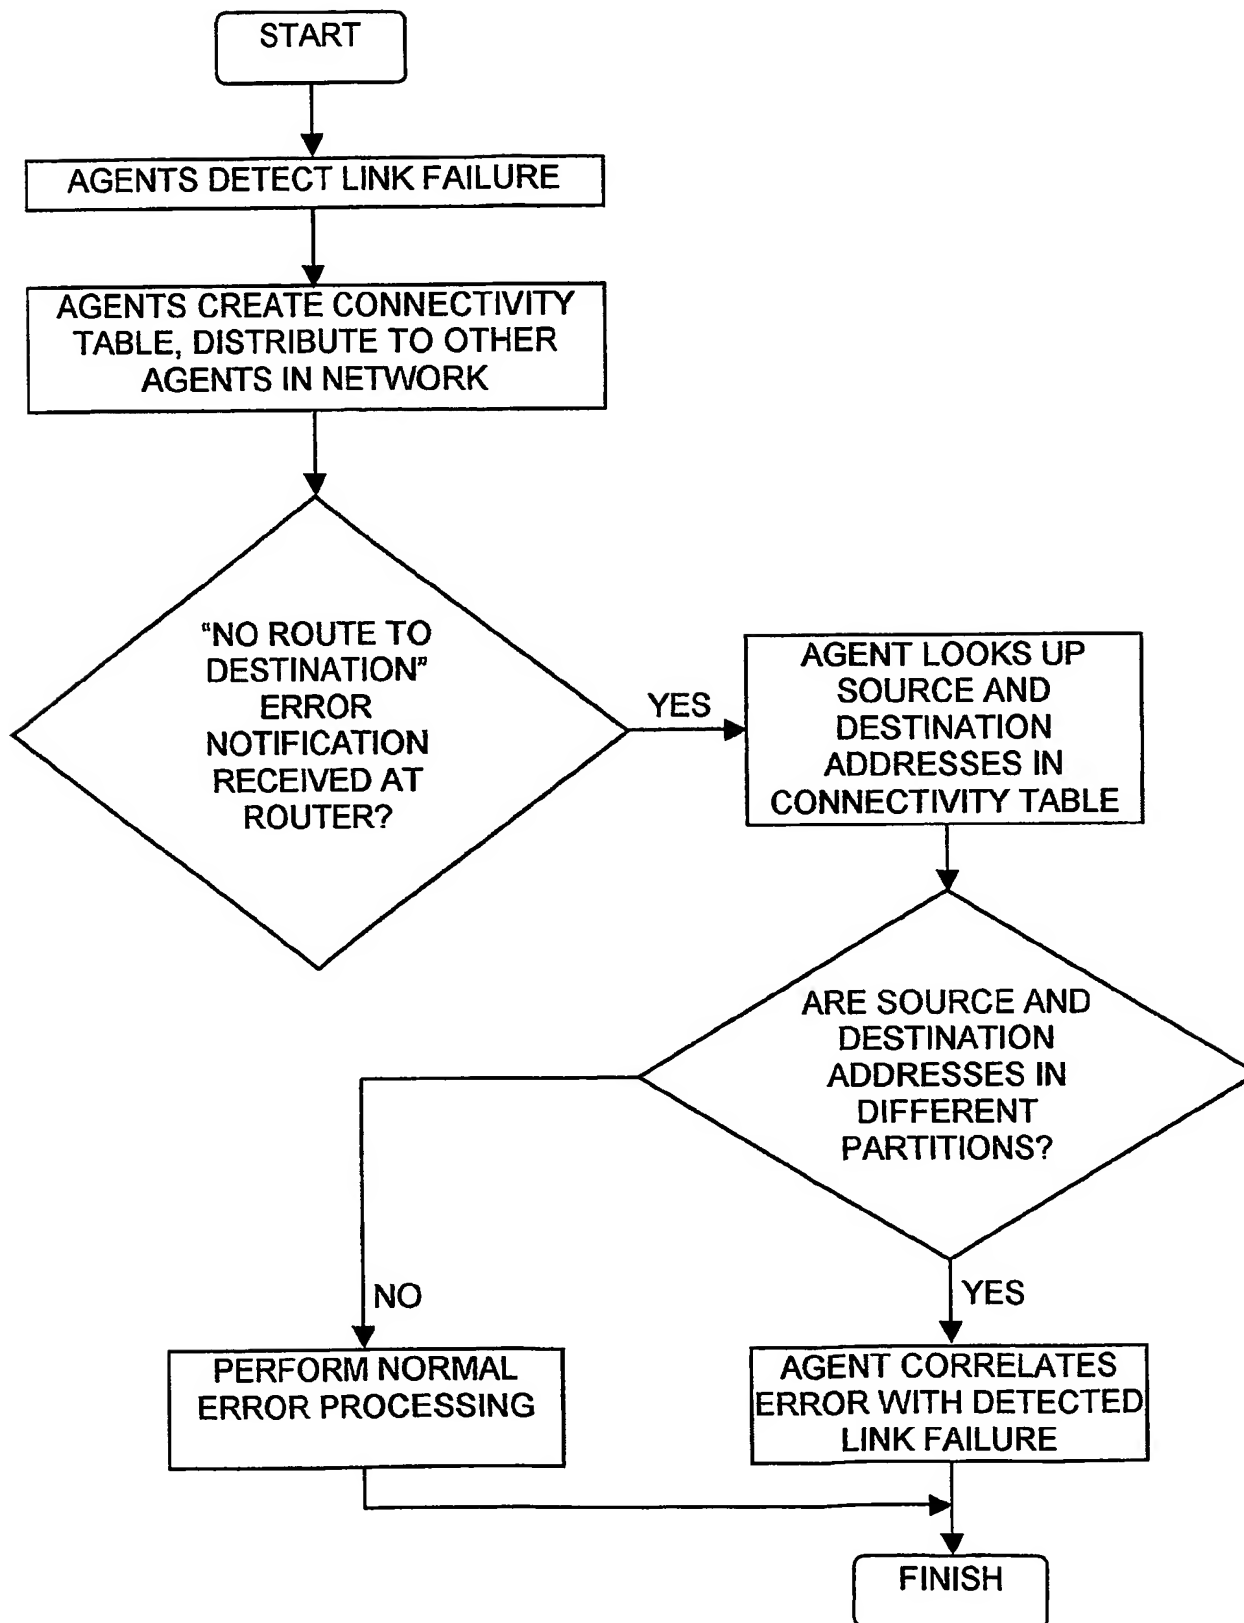 START
AGENTS DETECT LINK FAILURE
AGENTS CREATE CONNECTIVITY
TABLE, DISTRIBUTE TO OTHER
AGENTS IN NETWORK
"NO ROUTE TO
DESTINATION"
ERROR
NOTIFICATION
RECEIVED AT
ROUTER?
YES
AGENT LOOKS UP
SOURCE AND
DESTINATION
ADDRESSES IN
CONNECTIVITY TABLE
ARE SOURCE AND
DESTINATION
ADDRESSES IN
DIFFERENT
PARTITIONS?
NO
YES
PERFORM NORMAL
ERROR PROCESSING
AGENT CORRELATES
ERROR WITH DETECTED
LINK FAILURE
FINISH